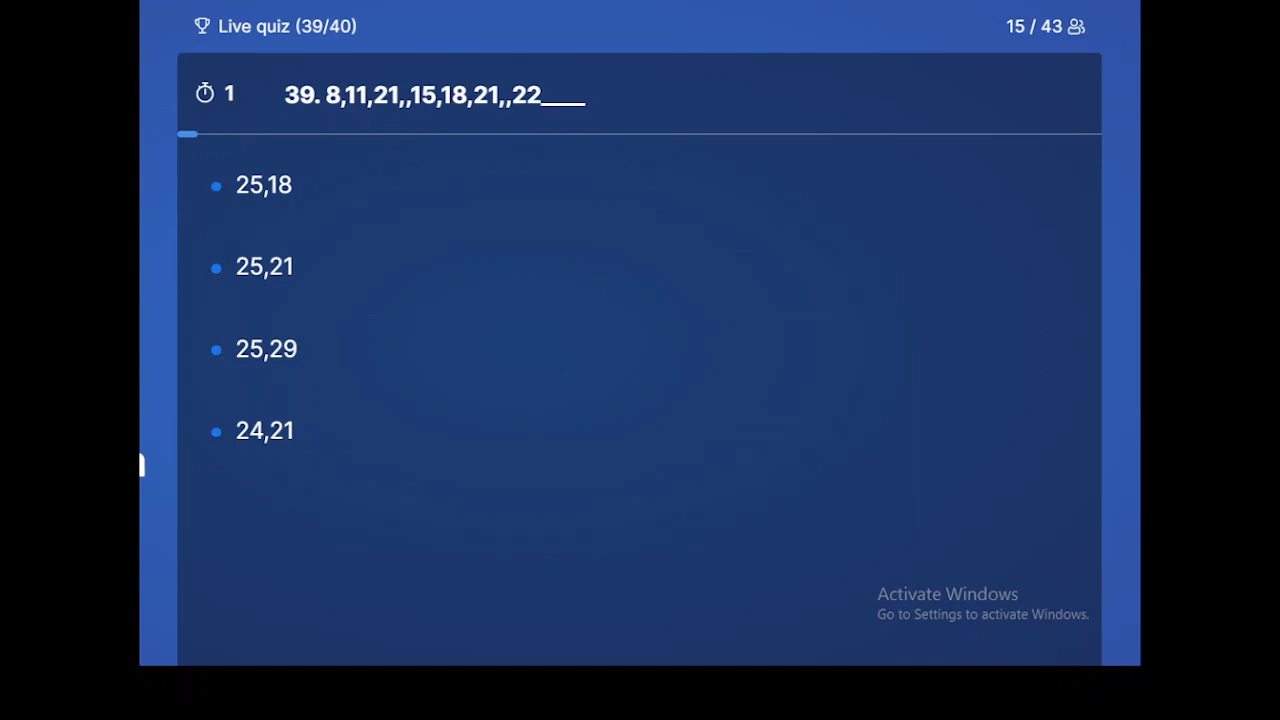 Live quiz (39/40)
15 / 43
1
39. 8,11,21,,15,18,21,,22____
25,18
25,21
25,29
24,21
Activate Windows
Go to Settings to activate Windows.